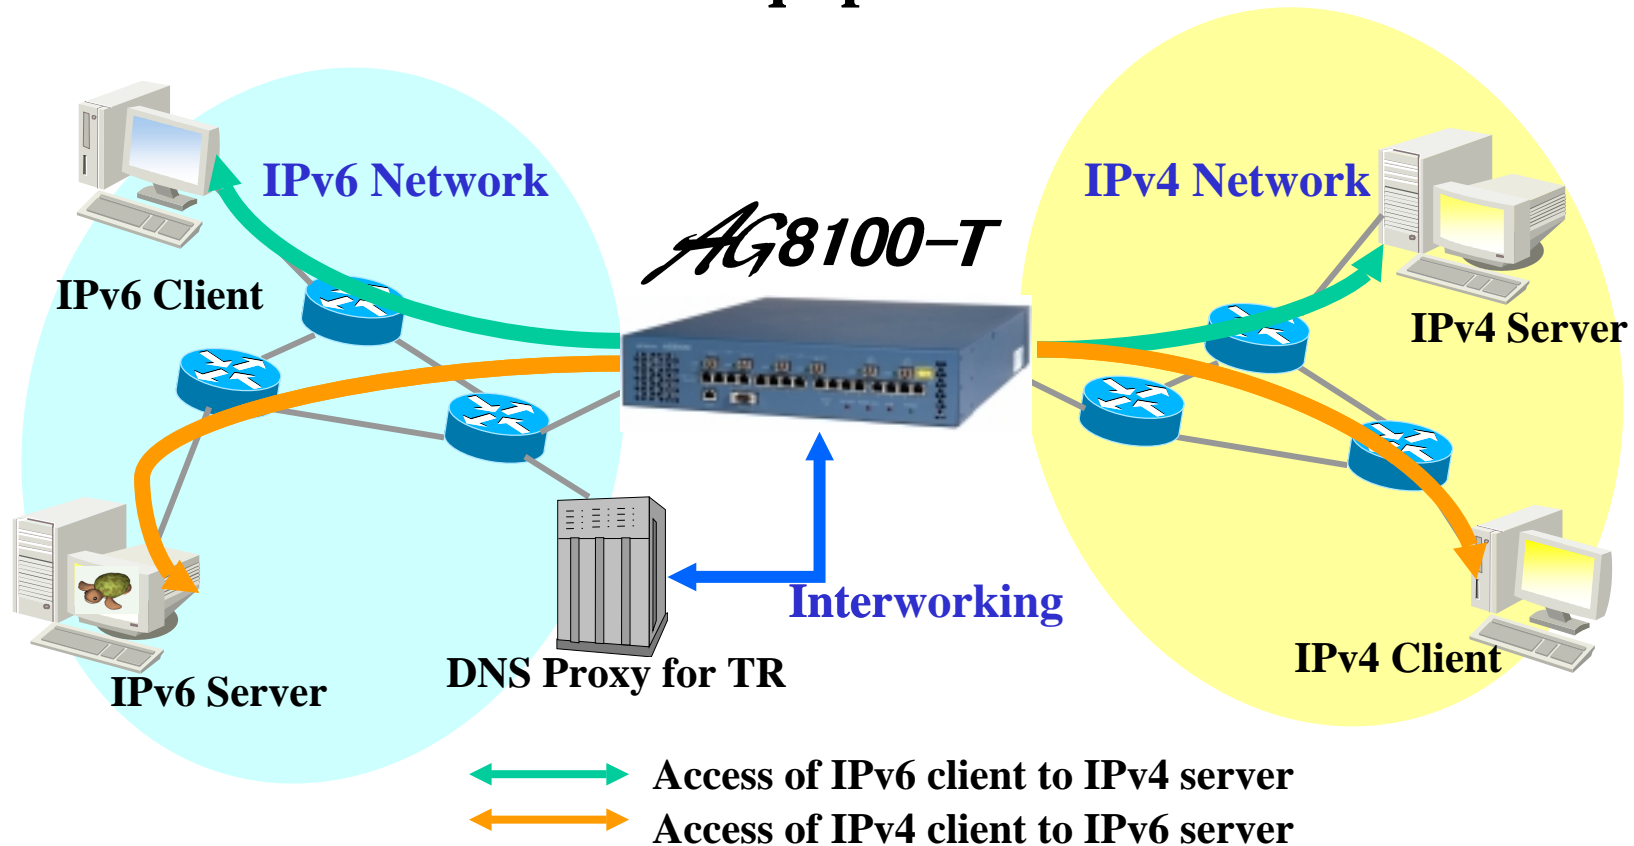 IPv6 Network
IPv4 Network
AG8100-T
IPv6 Client
IPv4 Server
Interworking
IPv4 Client
DNS Proxy for TR
IPv6 Server
Access of IPv6 client to IPv4 server
Access of IPv4 client to IPv6 server